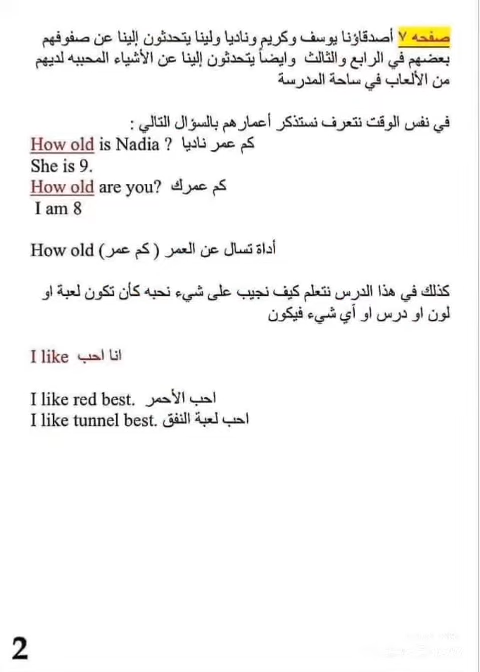 صفحه ٧ أصدقاؤنا يوسف وكريم وناديا ولينا يتحدثون إلينا عن صفوفهم
بعضهم في الرابع والثالث وايضاً يتحدثون إلينا عن الأشياء المحببه لديهم
من الألعاب في ساحة المدرسة
في نفس الوقت نتعرف نستذكر أعمارهم بالسؤال التالي :
How old is Nadia ? كم عمر ناديا
She is 9.
How old are you? كم عمرك
I am 8
How old (كم عمر ) أداة تسال عن العمر
كذلك في هذا الدرس نتعلم كيف نجيب على شيء نحبه كأن تكون لعبة او
لون او درس او أي شيء فيكون
I like انا احب
I like red best. احب الأحمر
I like tunnel best. احب لعبة النفق
2